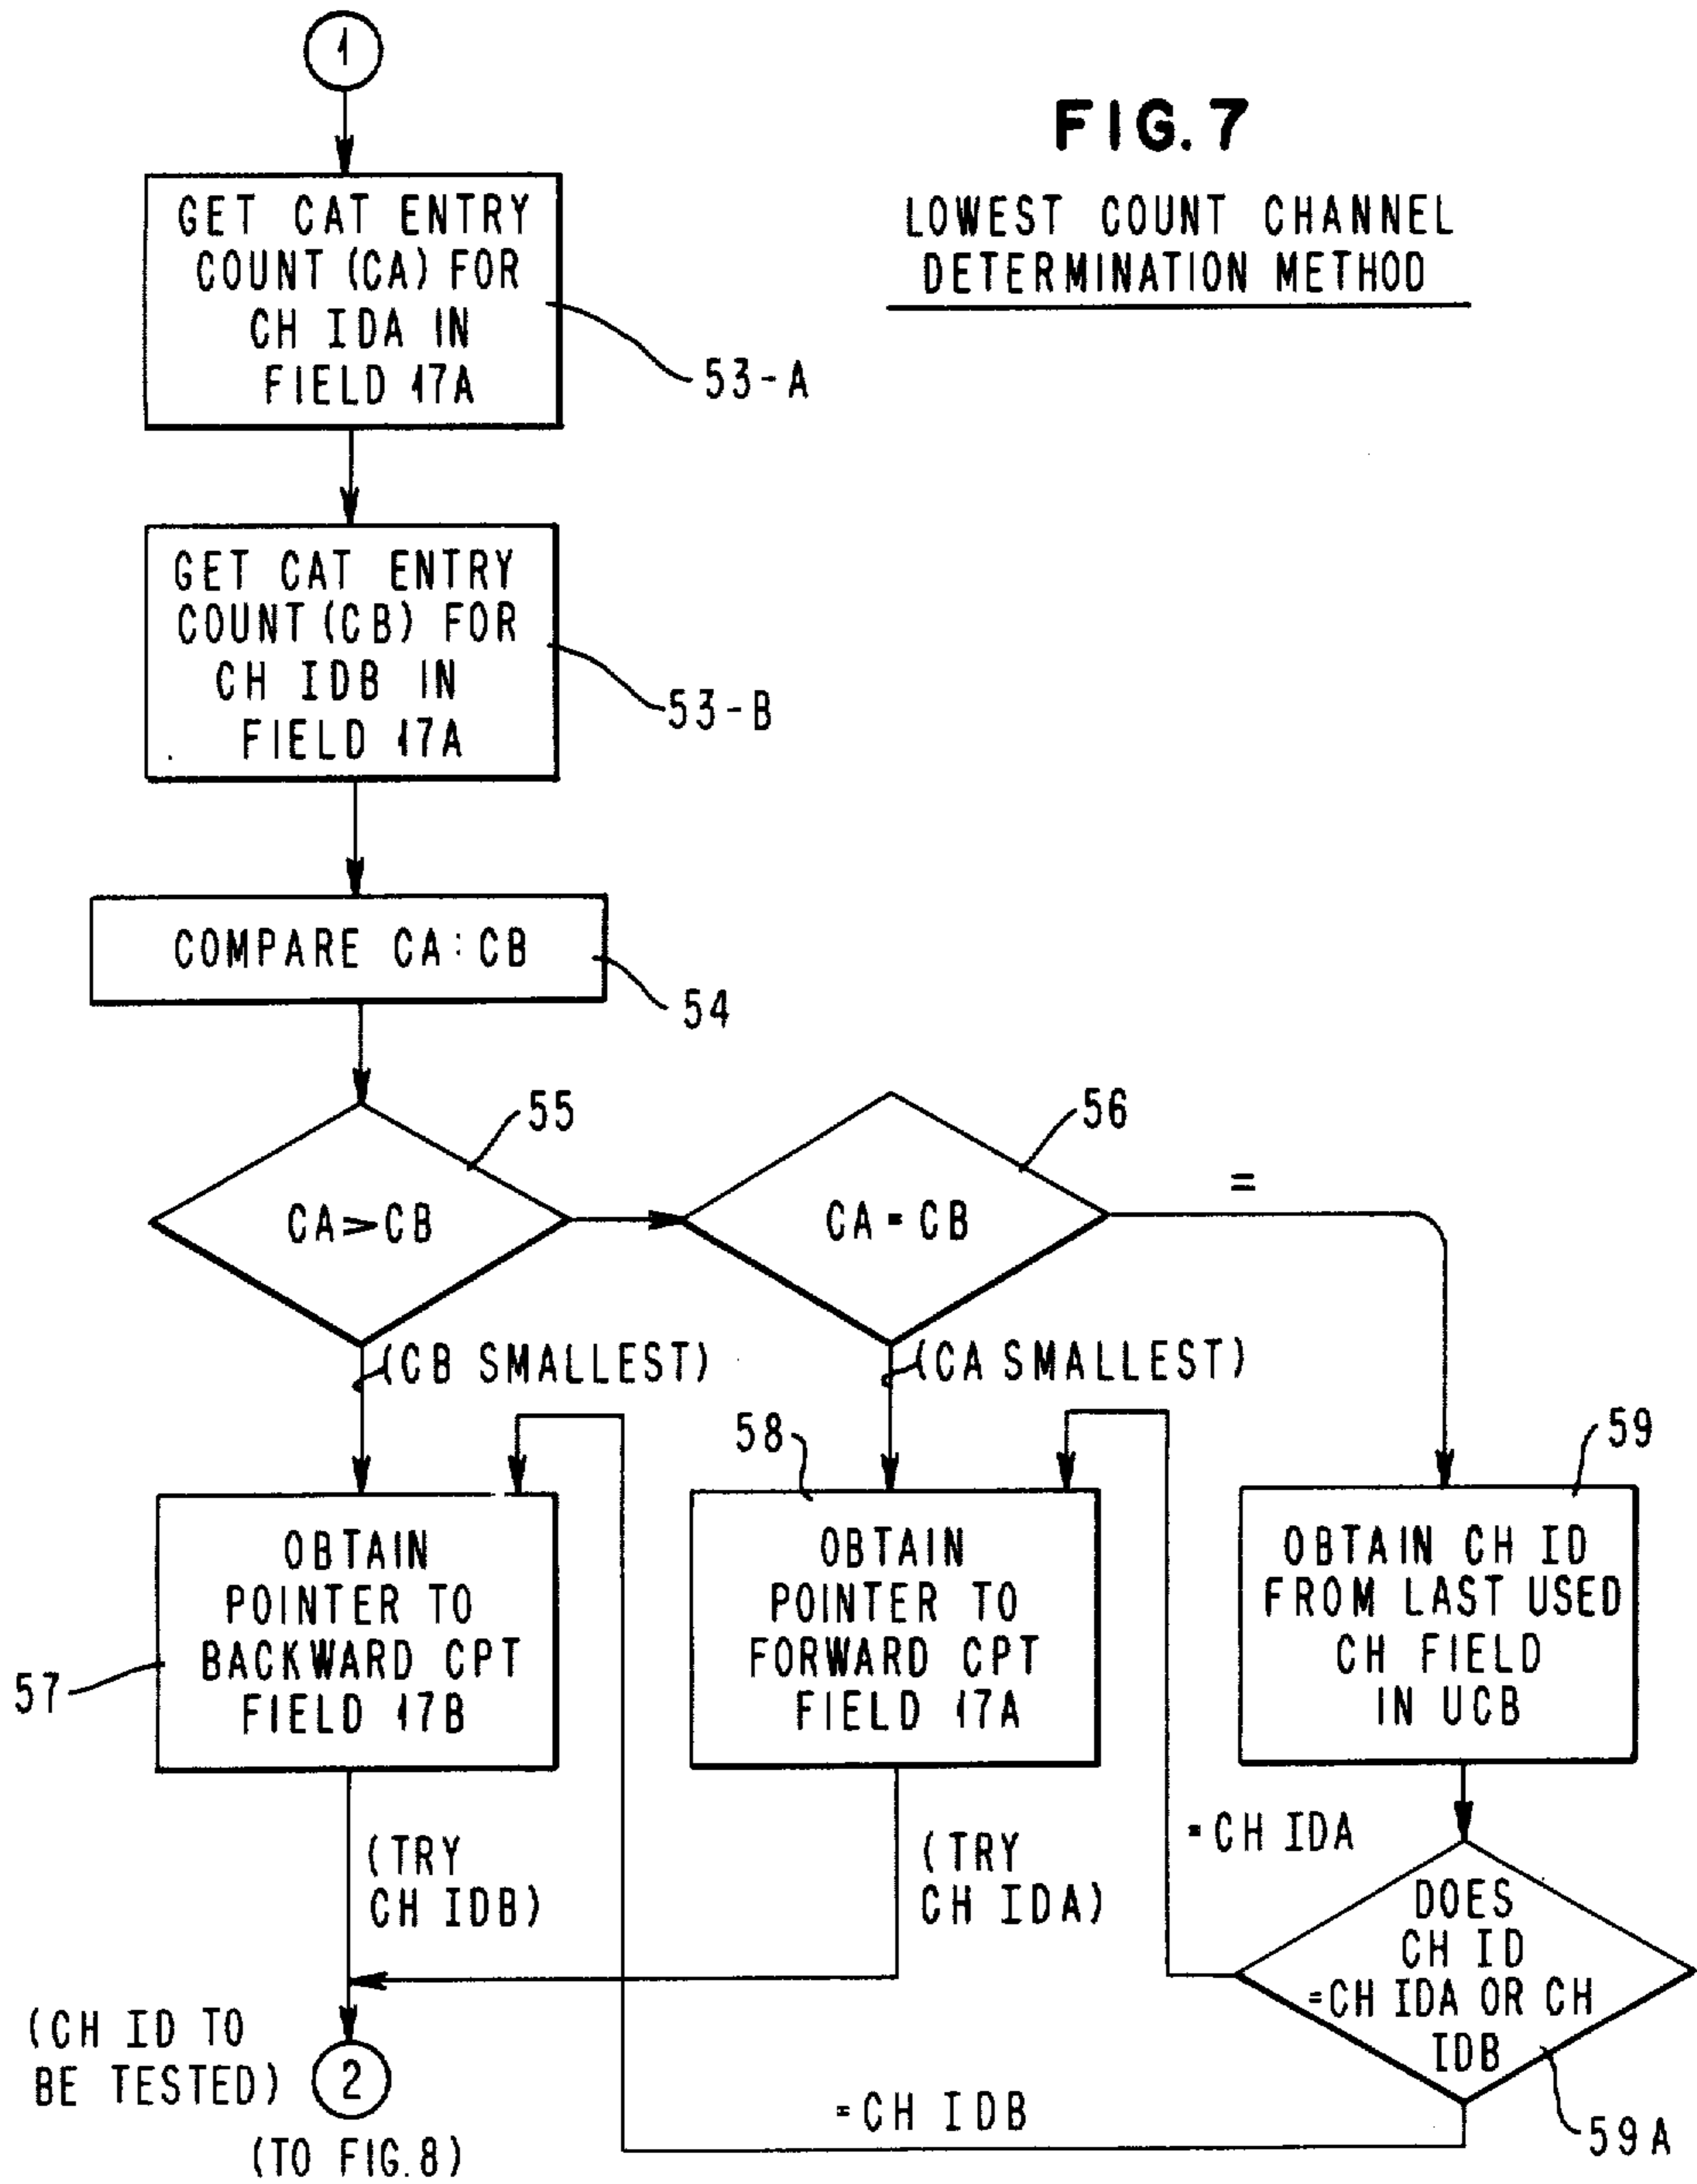 1
FIG. 7
LOWEST COUNT CHANNEL
DETERMINATION METHOD
GET CAT ENTRY
COUNT (CA) FOR
CH IDA IN
FIELD 17A
53-A
GET CAT ENTRY
COUNT (CB) FOR
CH IDB IN
FIELD 17A
53-B
COMPARE CA : CB
54
CA > CB
55
CA = CB
56
=
(CB SMALLEST)
(CA SMALLEST)
OBTAIN
POINTER TO
BACKWARD CPT
FIELD 17B
57
OBTAIN
POINTER TO
FORWARD CPT
FIELD 17A
58
OBTAIN CH ID
FROM LAST USED
CH FIELD
IN UCB
59
(TRY
CH IDB)
(TRY
CH IDA)
= CH IDA
DOES
CH ID
=CH IDA OR CH
IDB
59A
= CH IDB
(CH ID TO
BE TESTED)
2
(TO FIG. 8)